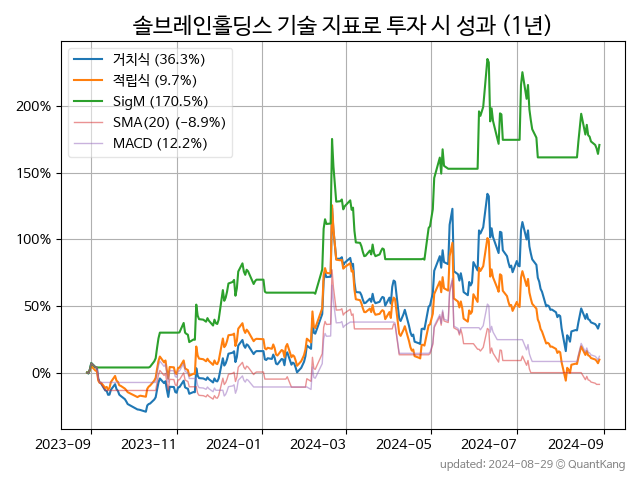 솔브레인홀딩스 기술 지표로 투자 시 성과 (1년)
거치식 (36.3%)
적립식 (9.7%)
SigM (170.5%)
SMA(20) (-8.9%)
MACD (12.2%)
200%
150%
100%
50%
0%
2023-09 2023-11 2024-01 2024-03 2024-05 2024-07 2024-09
updated: 2024-08-29 © QuantKang